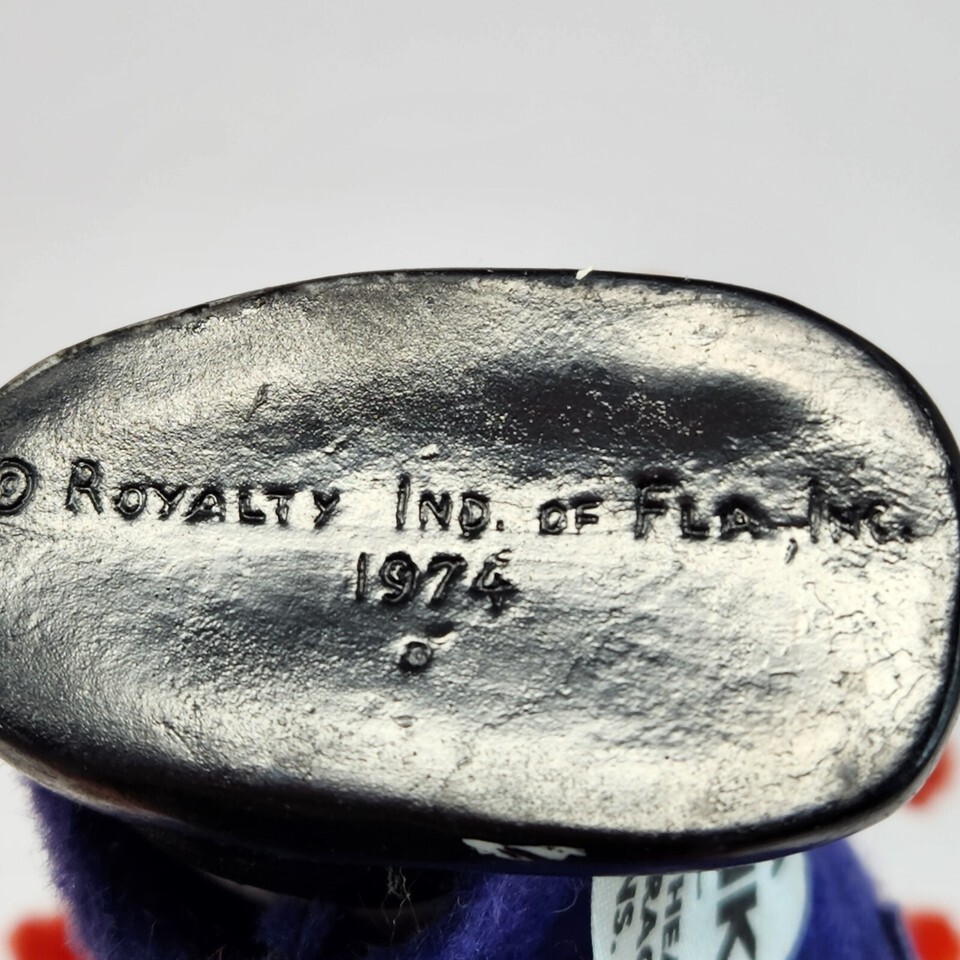 © ROYALTY IND. OF FLA, INC.
1974